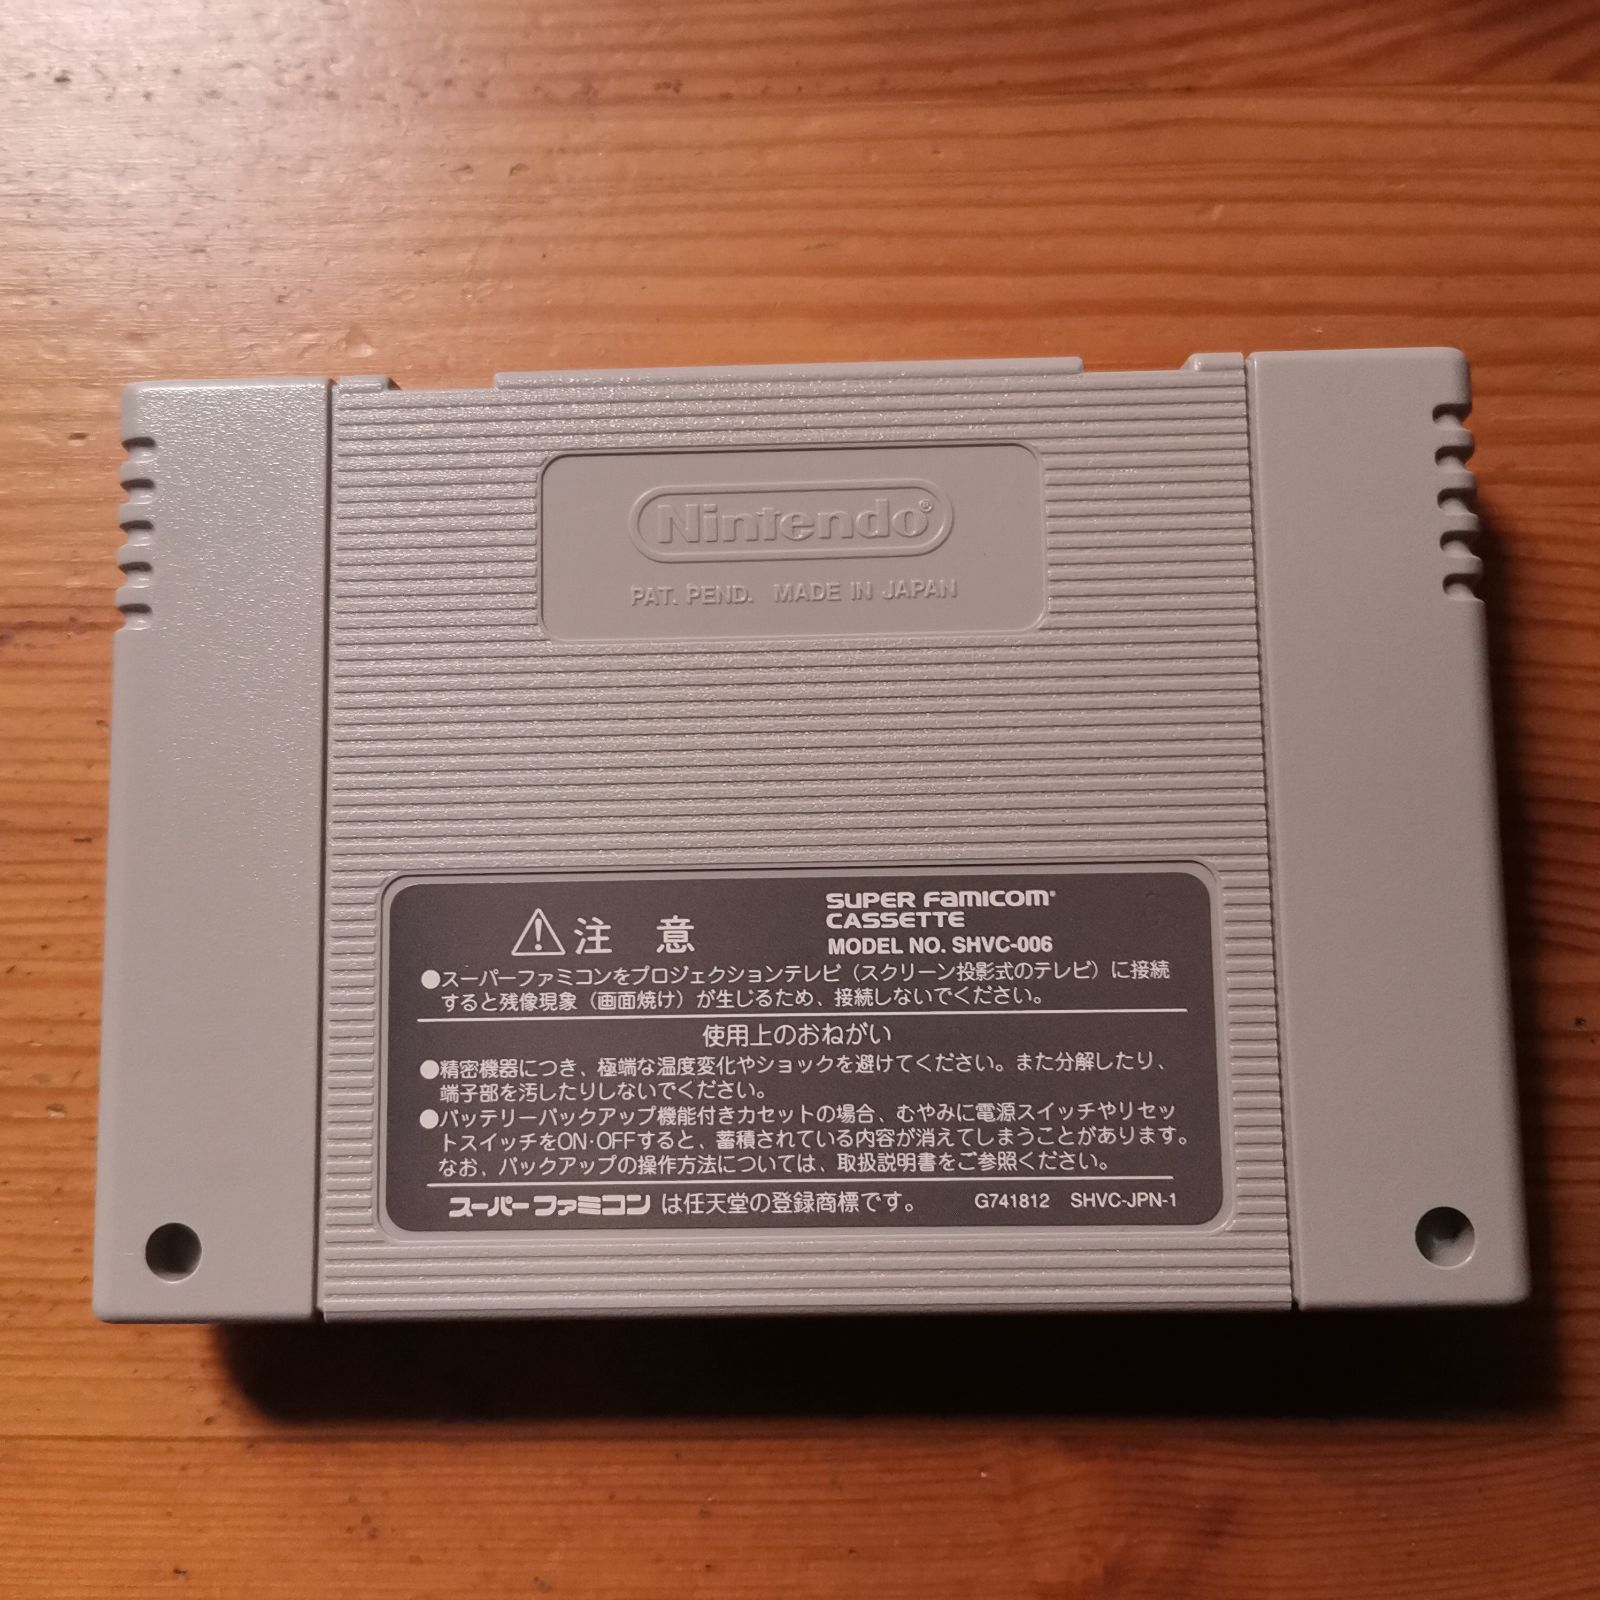 Nintendo®
PAT. PEND. MADE IN JAPAN
注 意
SUPER FAMICOM®
CASSETTE
MODEL NO. SHVC-006
●スーパーファミコンをプロジェクションテレビ（スクリーン投影式のテレビ）に接続
すると残像現象（画面焼け）が生じるため、接続しないでください。
使用上のおねがい
●精密機器につき、極端な温度変化やショックを避けてください。また分解したり、
端子部を汚したりしないでください。
●バッテリーバックアップ機能付きカセットの場合、むやみに電源スイッチやリセッ
トスイッチをON･OFFすると、蓄積されている内容が消えてしまうことがあります。
なお、バックアップの操作方法については、取扱説明書をご参照ください。
スーパーファミコン は任天堂の登録商標です。 G741812 SHVC-JPN-1